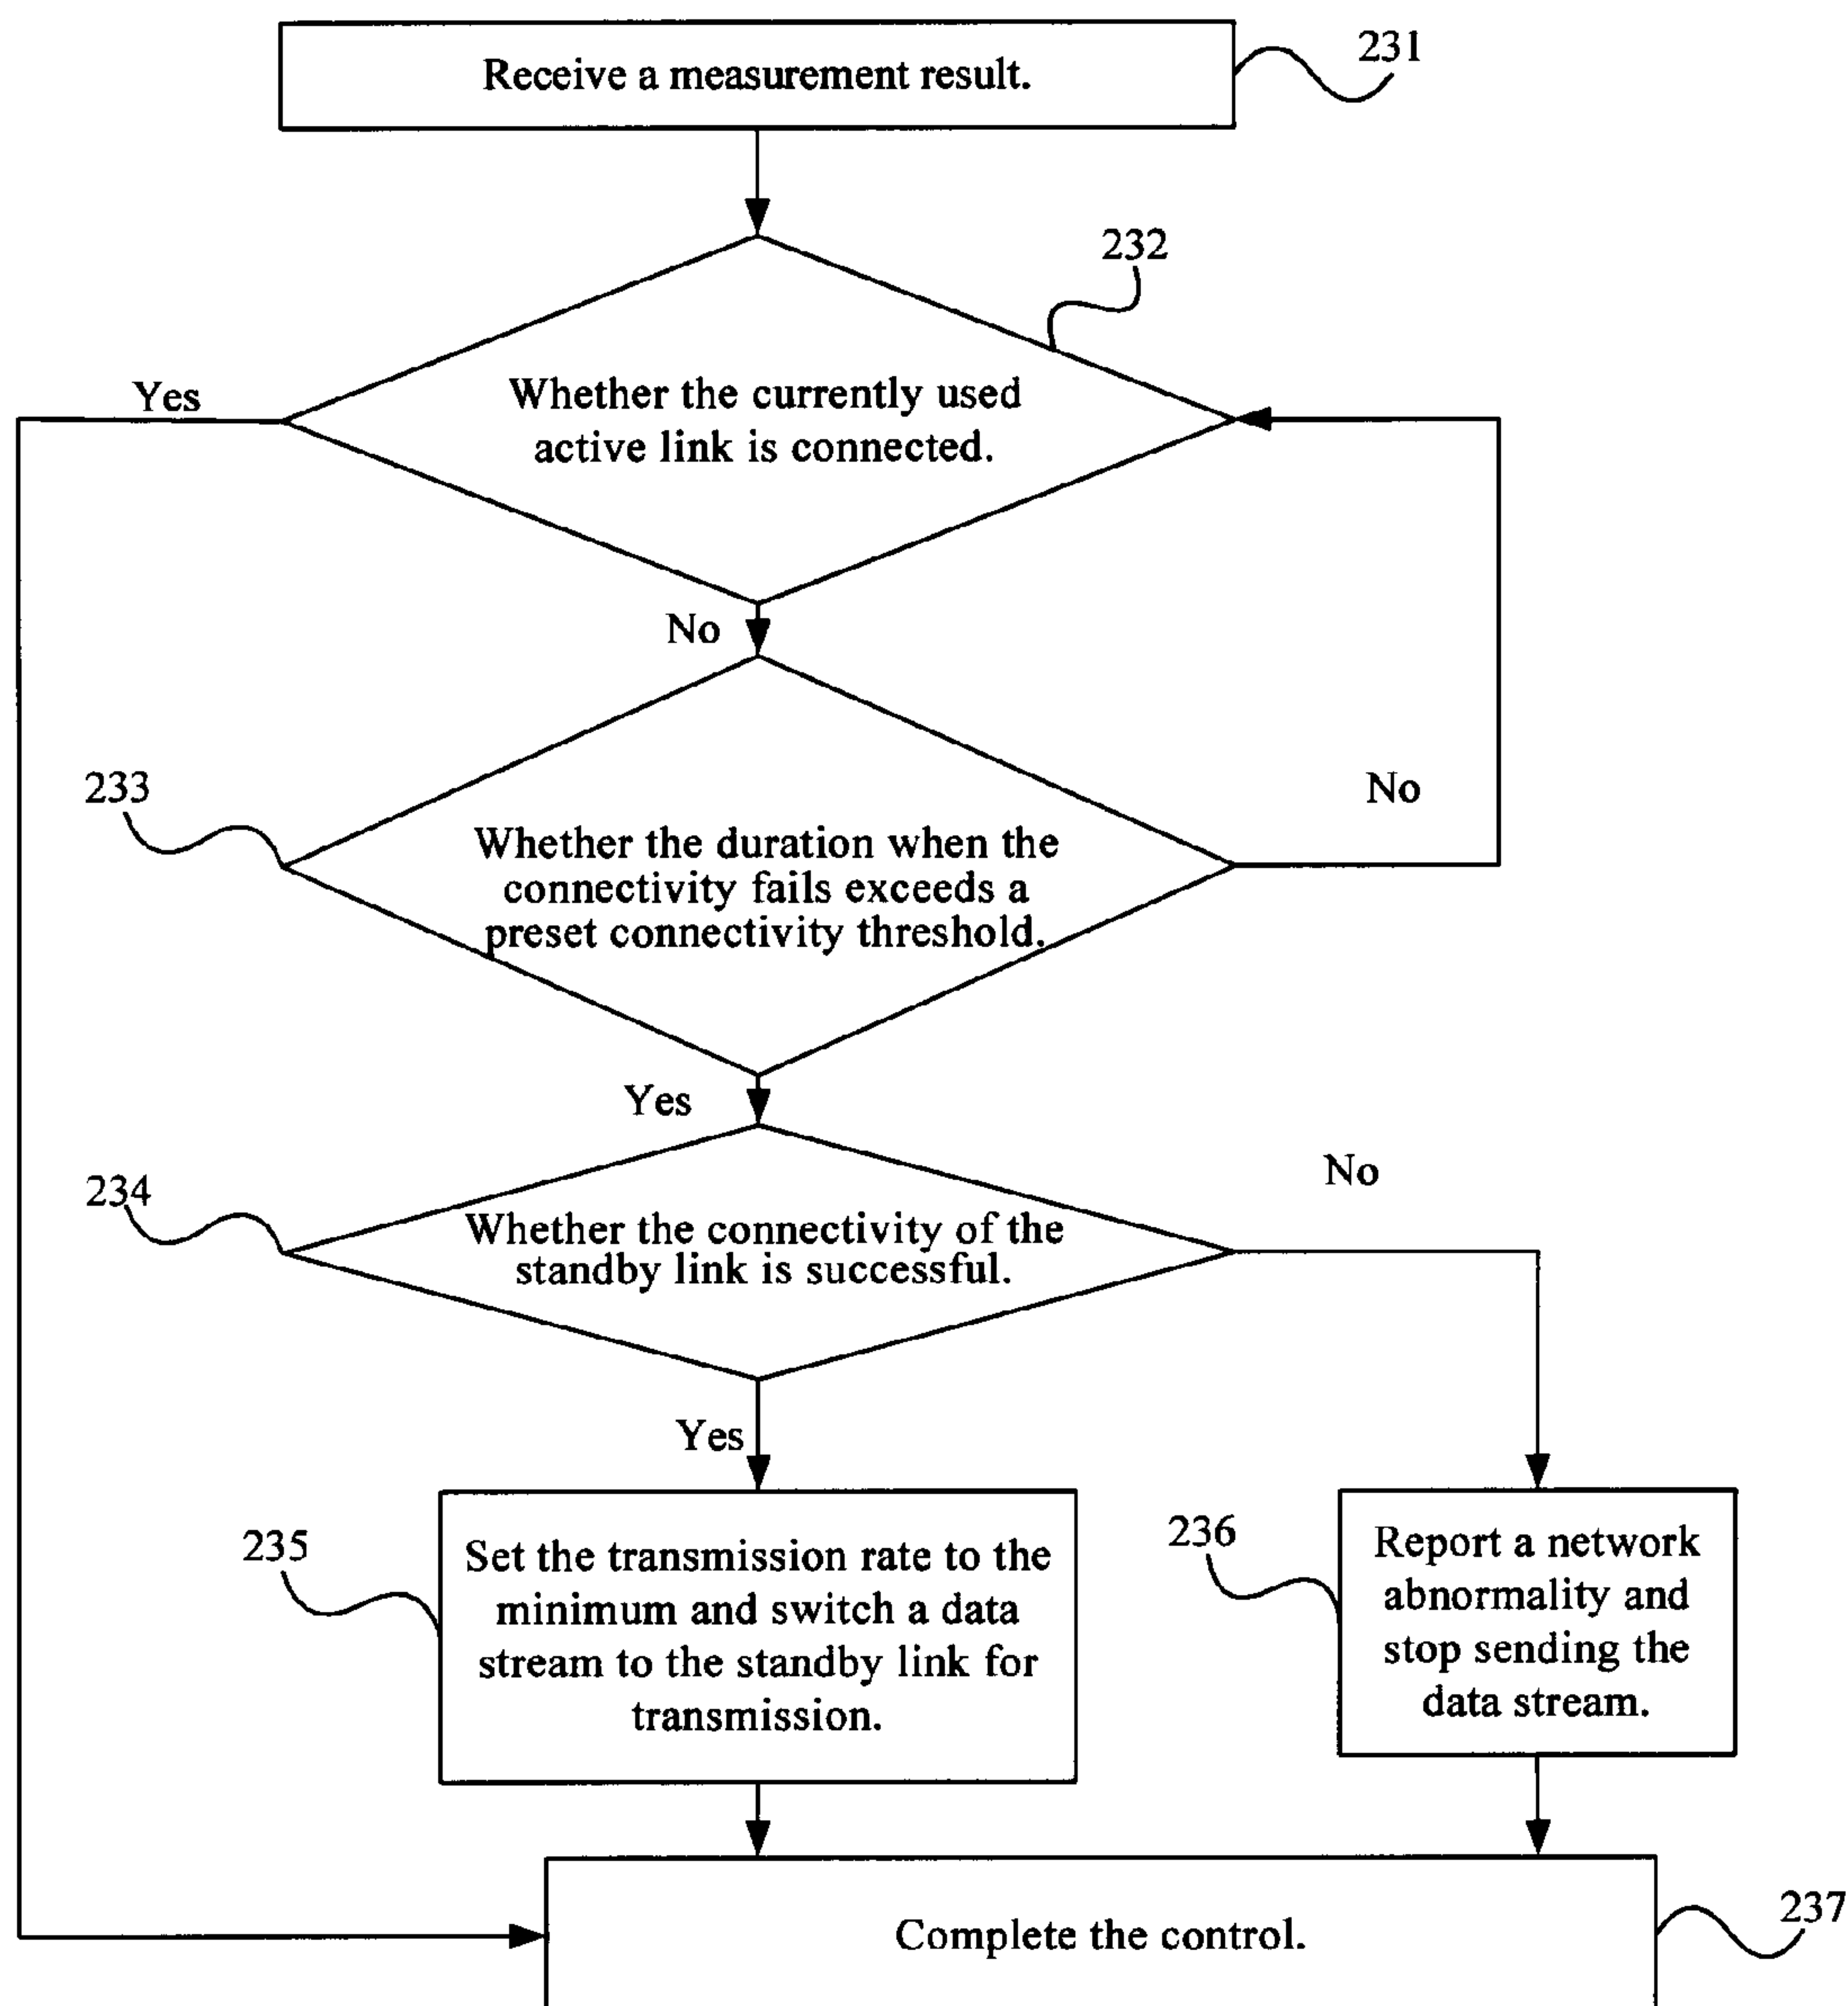 Receive a measurement result.
231
232
Yes
Whether the currently used
active link is connected.
No
233
No
Whether the duration when the
connectivity fails exceeds a
preset connectivity threshold.
Yes
No
234
Whether the connectivity of the
standby link is successful.
Yes
235
Set the transmission rate to the
minimum and switch a data
stream to the standby link for
transmission.
236
Report a network
abnormality and
stop sending the
data stream.
Complete the control.
237